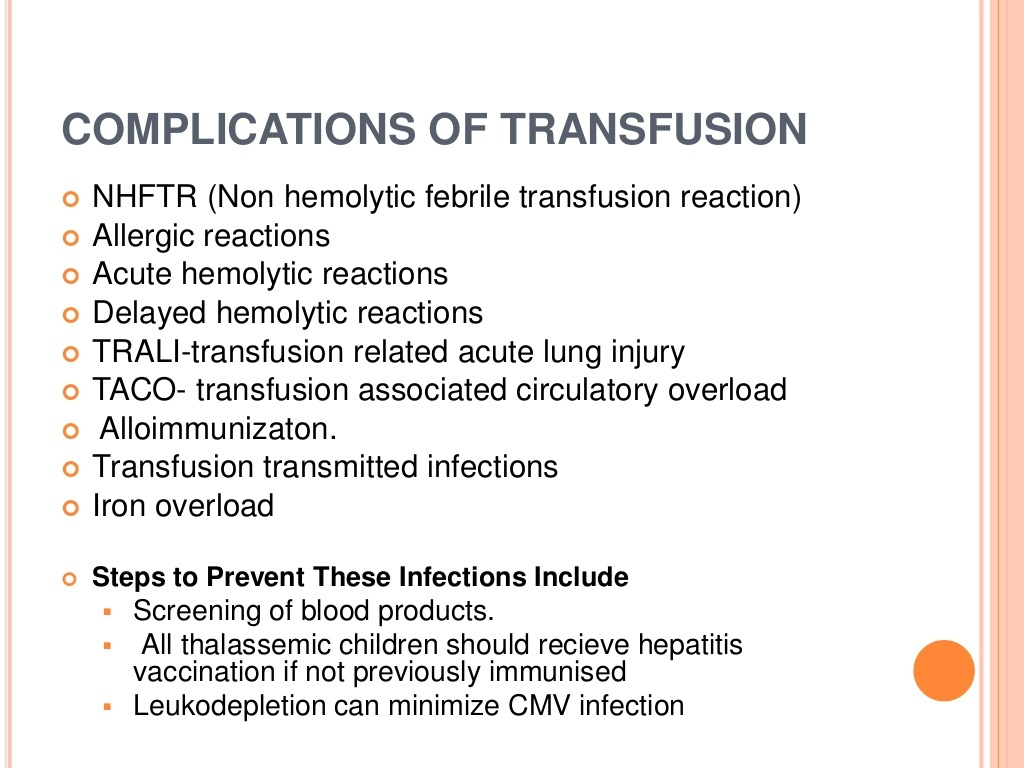 COMPLICATIONS OF TRANSFUSION
NHFTR (Non hemolytic febrile transfusion reaction)
Allergic reactions
Acute hemolytic reactions
Delayed hemolytic reactions
TRALI-transfusion related acute lung injury
TACO- transfusion associated circulatory overload
Alloimmunizaton.
Transfusion transmitted infections
Iron overload
Steps to Prevent These Infections Include
Screening of blood products.
All thalassemic children should recieve hepatitis
vaccination if not previously immunised
Leukodepletion can minimize CMV infection